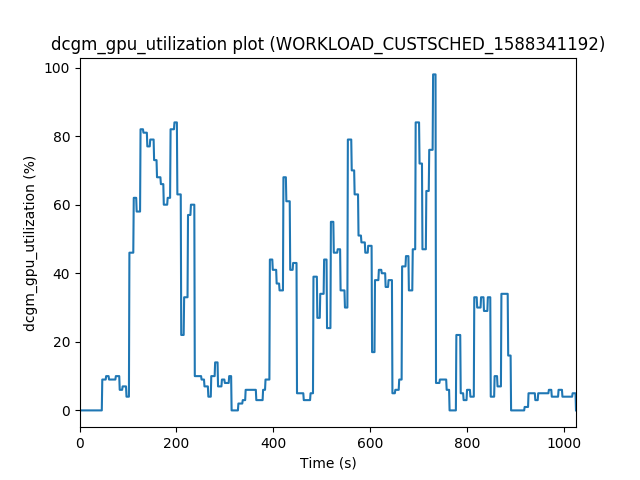 dcgm_gpu_utilization plot (WORKLOAD_CUSTSCHED_1588341192)
100
80
60
40
20
0
dcgm_gpu_utilization (%)
0 200 400 600 800 1000
Time (s)